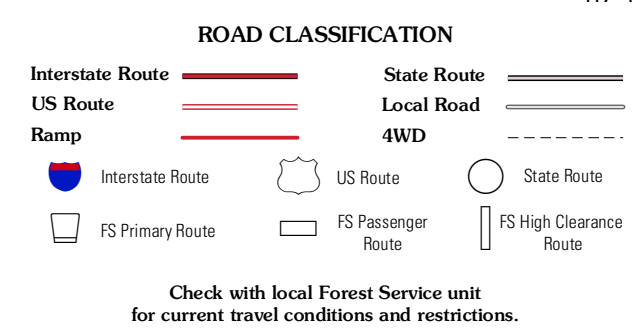 ROAD CLASSIFICATION
Interstate Route
State Route
US Route
Local Road
Ramp
4WD
Interstate Route
US Route
State Route
FS Primary Route
FS Passenger
Route
FS High Clearance
Route
Check with local Forest Service unit
for current travel conditions and restrictions.